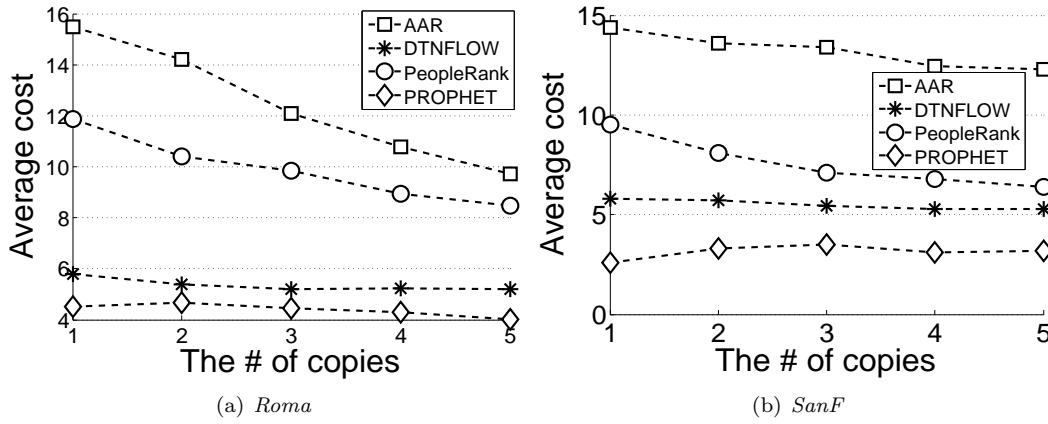 16
14
12
10
8
6
4
1 2 3 4 5
Average cost
The # of copies
AAR
DTNFLOW
PeopleRank
PROPHET
(a) Roma
15
10
5
0
1 2 3 4 5
Average cost
The # of copies
AAR
DTNFLOW
PeopleRank
PROPHET
(b) SanF